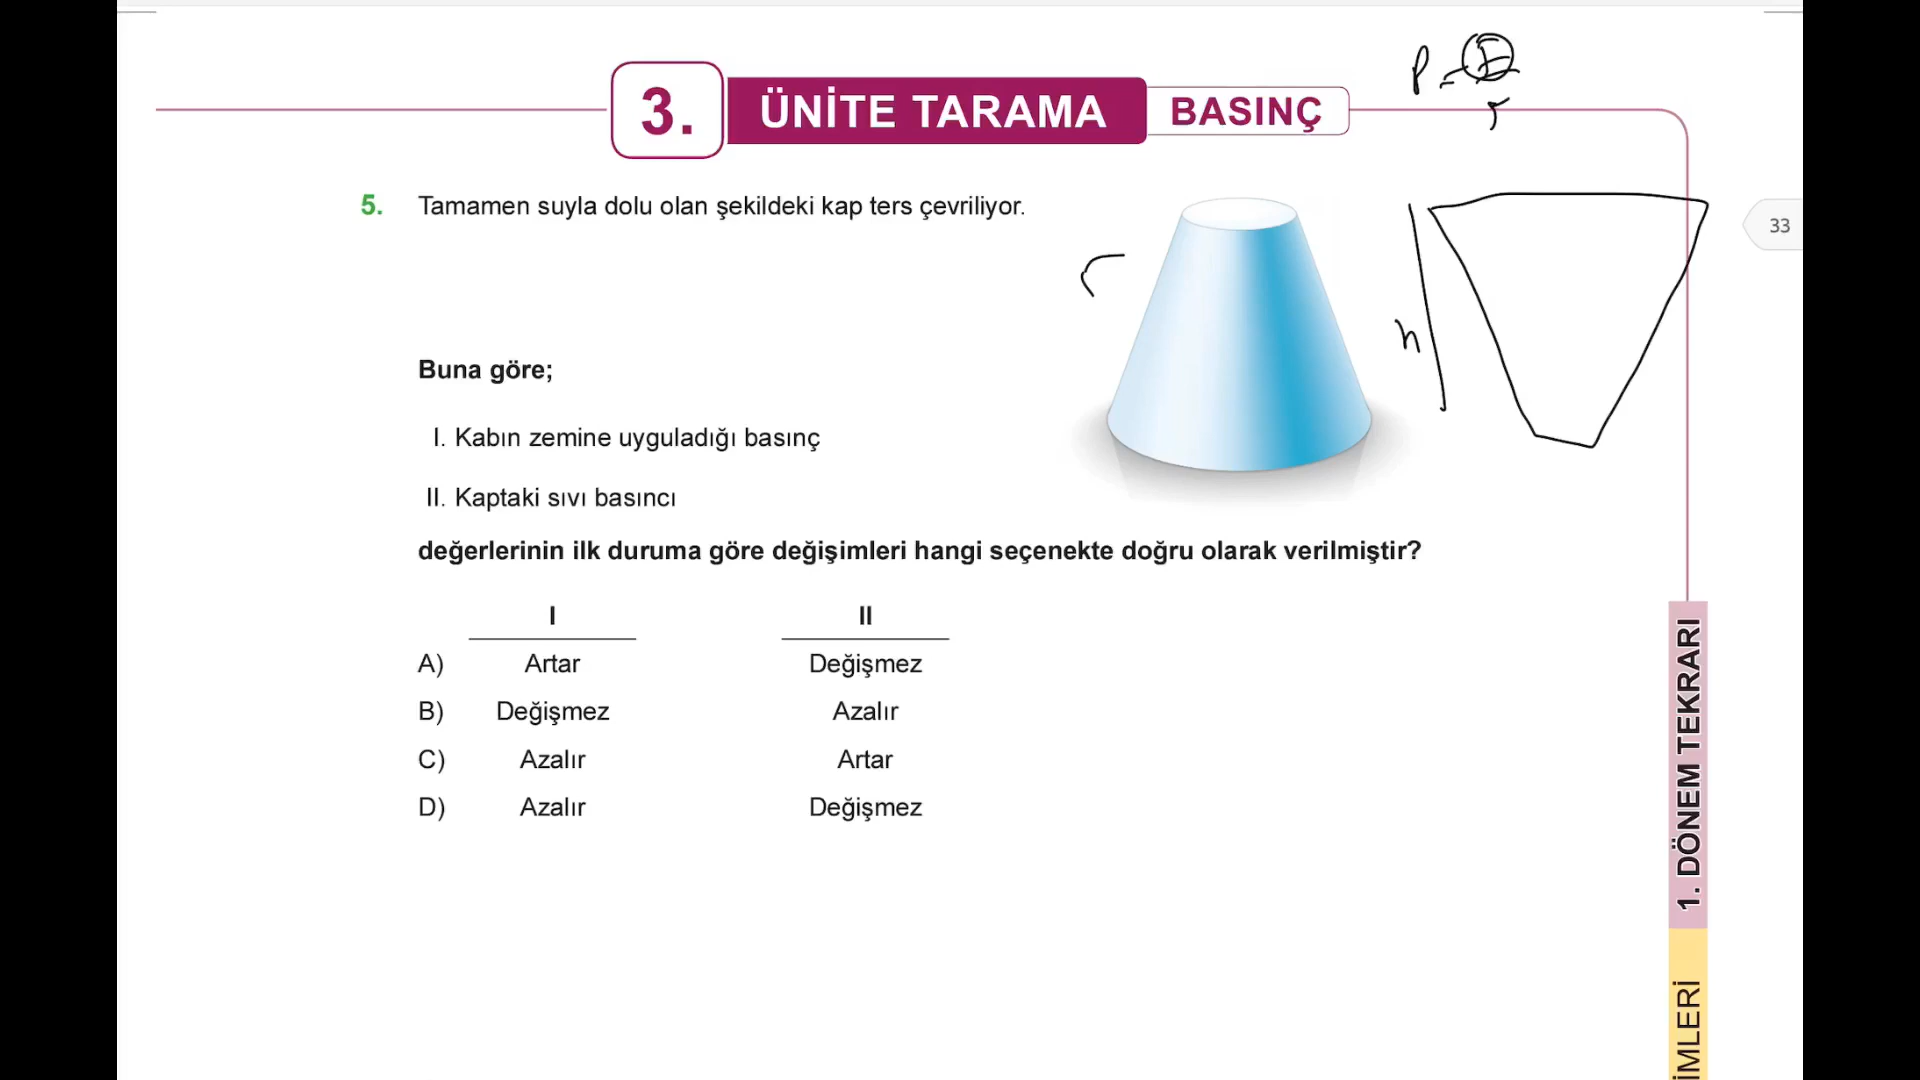 3. ÜNİTE TARAMA BASINÇ
P = F
33
5. Tamamen suyla dolu olan şekildeki kap ters çevriliyor.
h
Buna göre;
I. Kabın zemine uyguladığı basınç
II. Kaptaki sıvı basıncı
değerlerinin ilk duruma göre değişimleri hangi seçenekte doğru olarak verilmiştir?
I II
A) Artar Değişmez
B) Değişmez Azalır
C) Azalır Artar
D) Azalır Değişmez
1. DÖNEM TEKRARI
İMLERİ